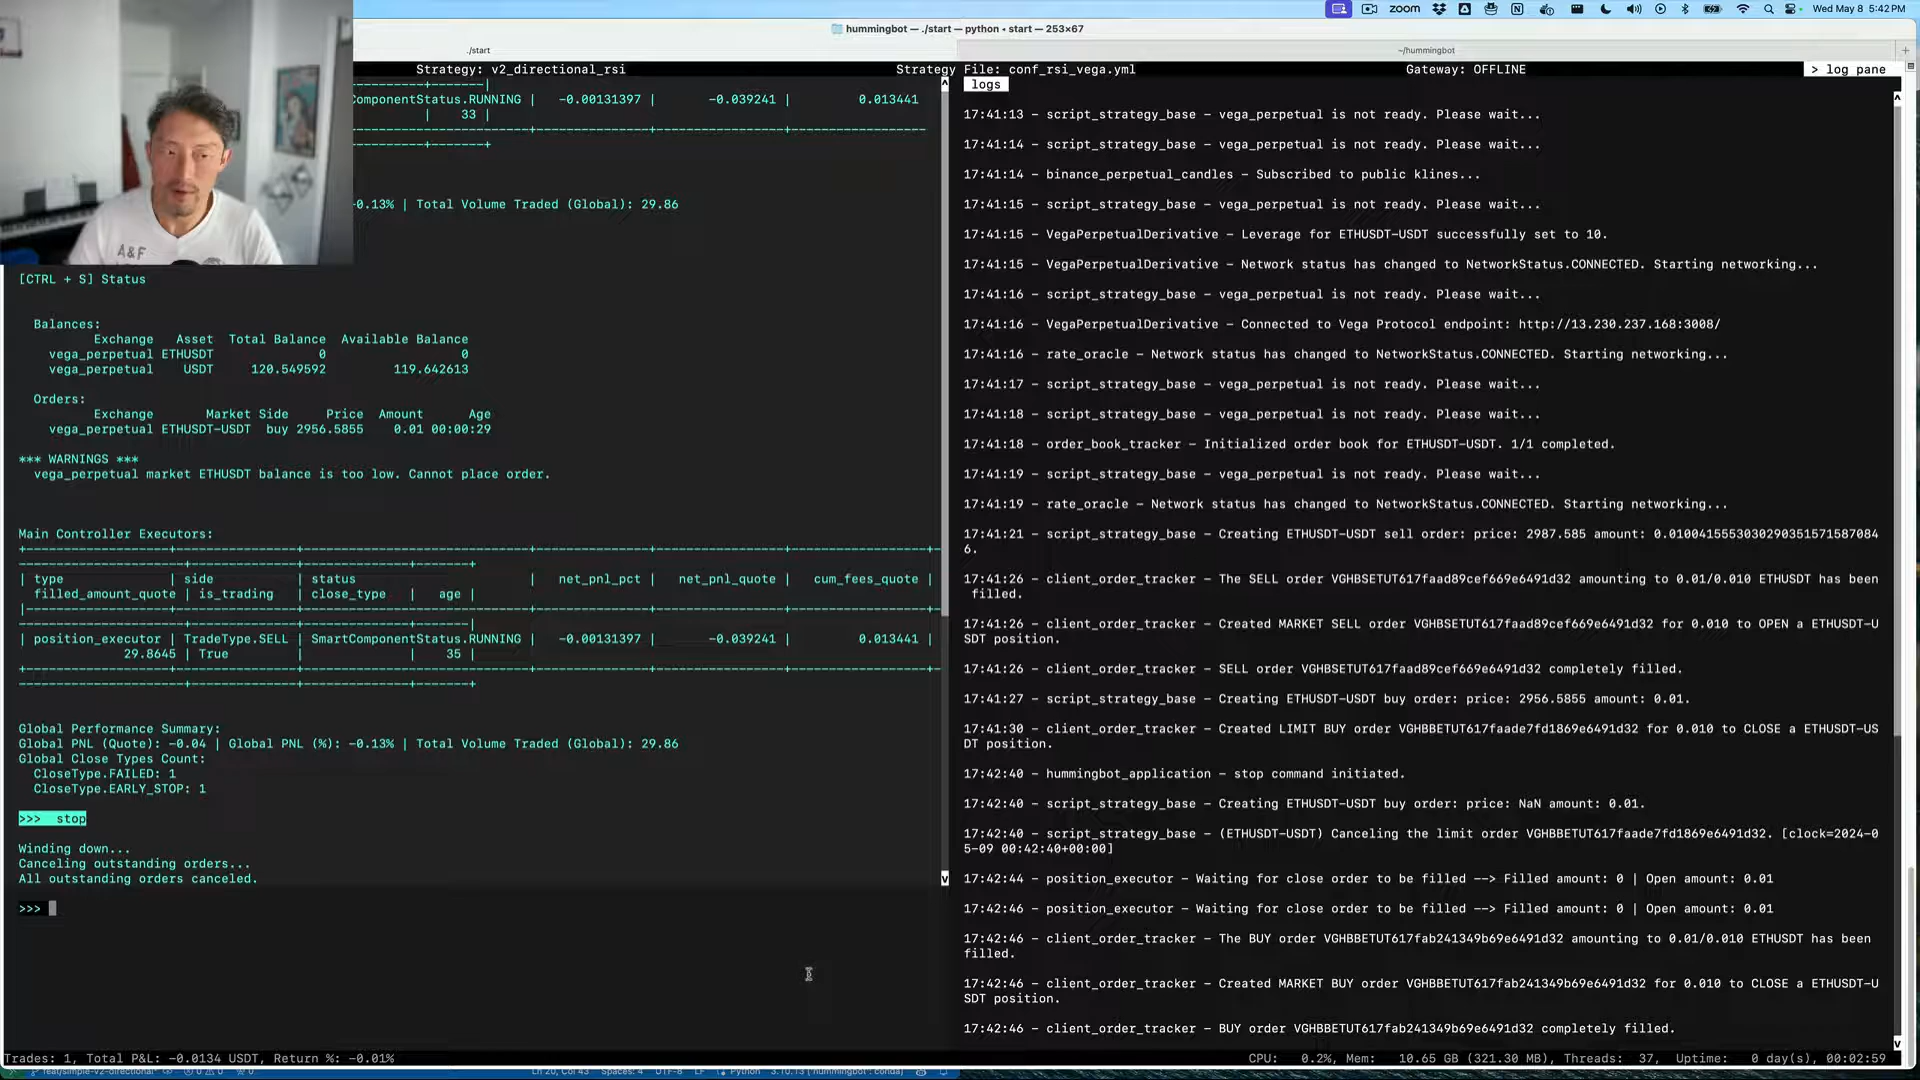 zoom
Wed May 8 5:42 PM
hummingbot — ./start — python • start — 253×67
./start
~/hummingbot
+
Strategy: v2_directional_rsi
Strategy File: conf_rsi_vega.yml
Gateway: OFFLINE
> log pane
ComponentStatus.RUNNING | -0.00131397 | -0.039241 | 0.013441
| 33 |
-0.13% | Total Volume Traded (Global): 29.86
A&F
[CTRL + S] Status
Balances:
Exchange Asset Total Balance Available Balance
vega_perpetual ETHUSDT 0 0
vega_perpetual USDT 120.549592 119.642613
Orders:
Exchange Market Side Price Amount Age
vega_perpetual ETHUSDT-USDT buy 2956.5855 0.01 00:00:29
*** WARNINGS ***
vega_perpetual market ETHUSDT balance is too low. Cannot place order.
Main Controller Executors:
| type | side | status | net_pnl_pct | net_pnl_quote | cum_fees_quote |
filled_amount_quote | is_trading | close_type | age |
| position_executor | TradeType.SELL | SmartComponentStatus.RUNNING | -0.00131397 | -0.039241 | 0.013441 |
29.8645 | True | | 35 |
Global Performance Summary:
Global PNL (Quote): -0.04 | Global PNL (%): -0.13% | Total Volume Traded (Global): 29.86
Global Close Types Count:
CloseType.FAILED: 1
CloseType.EARLY_STOP: 1
>>> stop
Winding down...
Canceling outstanding orders...
All outstanding orders canceled.
>>>
logs
17:41:13 - script_strategy_base - vega_perpetual is not ready. Please wait...
17:41:14 - script_strategy_base - vega_perpetual is not ready. Please wait...
17:41:14 - binance_perpetual_candles - Subscribed to public klines...
17:41:15 - script_strategy_base - vega_perpetual is not ready. Please wait...
17:41:15 - VegaPerpetualDerivative - Leverage for ETHUSDT-USDT successfully set to 10.
17:41:15 - VegaPerpetualDerivative - Network status has changed to NetworkStatus.CONNECTED. Starting networking...
17:41:16 - script_strategy_base - vega_perpetual is not ready. Please wait...
17:41:16 - VegaPerpetualDerivative - Connected to Vega Protocol endpoint: http://13.230.237.168:3008/
17:41:16 - rate_oracle - Network status has changed to NetworkStatus.CONNECTED. Starting networking...
17:41:17 - script_strategy_base - vega_perpetual is not ready. Please wait...
17:41:18 - script_strategy_base - vega_perpetual is not ready. Please wait...
17:41:18 - order_book_tracker - Initialized order book for ETHUSDT-USDT. 1/1 completed.
17:41:19 - script_strategy_base - vega_perpetual is not ready. Please wait...
17:41:19 - rate_oracle - Network status has changed to NetworkStatus.CONNECTED. Starting networking...
17:41:21 - script_strategy_base - Creating ETHUSDT-USDT sell order: price: 2987.585 amount: 0.0100415553030290351571587084
6.
17:41:26 - client_order_tracker - The SELL order VGHBSETUT617faad89cef669e6491d32 amounting to 0.01/0.010 ETHUSDT has been
filled.
17:41:26 - client_order_tracker - Created MARKET SELL order VGHBSETUT617faad89cef669e6491d32 for 0.010 to OPEN a ETHUSDT-U
SDT position.
17:41:26 - client_order_tracker - SELL order VGHBSETUT617faad89cef669e6491d32 completely filled.
17:41:27 - script_strategy_base - Creating ETHUSDT-USDT buy order: price: 2956.5855 amount: 0.01.
17:41:30 - client_order_tracker - Created LIMIT BUY order VGHBBETUT617faade7fd1869e6491d32 for 0.010 to CLOSE a ETHUSDT-US
DT position.
17:42:40 - hummingbot_application - stop command initiated.
17:42:40 - script_strategy_base - Creating ETHUSDT-USDT buy order: price: NaN amount: 0.01.
17:42:40 - script_strategy_base - (ETHUSDT-USDT) Canceling the limit order VGHBBETUT617faade7fd1869e6491d32. [clock=2024-0
5-09 00:42:40+00:00]
17:42:44 - position_executor - Waiting for close order to be filled --> Filled amount: 0 | Open amount: 0.01
17:42:46 - position_executor - Waiting for close order to be filled --> Filled amount: 0 | Open amount: 0.01
17:42:46 - client_order_tracker - The BUY order VGHBBETUT617fab241349b69e6491d32 amounting to 0.01/0.010 ETHUSDT has been
filled.
17:42:46 - client_order_tracker - Created MARKET BUY order VGHBBETUT617fab241349b69e6491d32 for 0.010 to CLOSE a ETHUSDT-U
SDT position.
17:42:46 - client_order_tracker - BUY order VGHBBETUT617fab241349b69e6491d32 completely filled.
Trades: 1, Total P&L: -0.0134 USDT, Return %: -0.01%
CPU: 0.2%, Mem: 10.65 GB (321.30 MB), Threads: 37, Uptime: 0 day(s), 00:02:59
feat/simple-v2-directional*
Ln 20, Col 43 Spaces: 4 UTF-8 LF Python 3.10.13 ('hummingbot': conda)